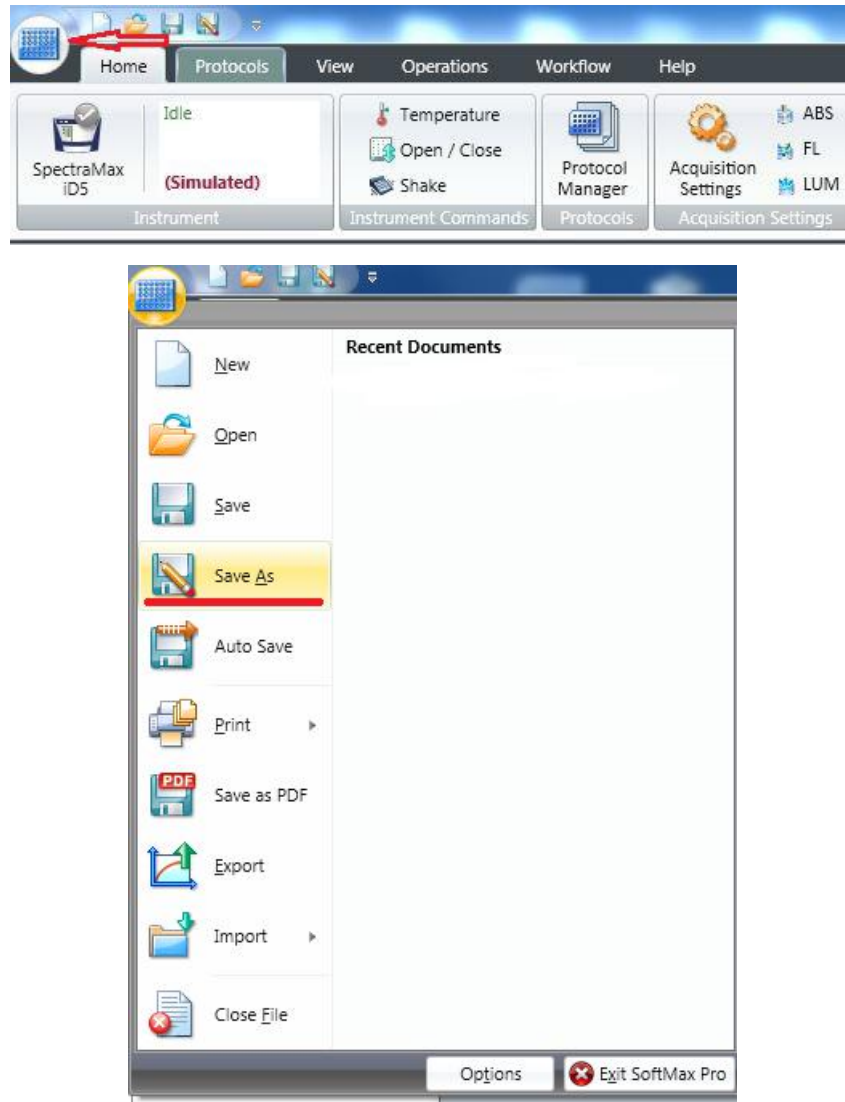 Home Protocols View Operations Workflow Help
Idle
Temperature
ABS
Open / Close
FL
SpectraMax
iD5
(Simulated)
Shake
Protocol
Manager
Acquisition
Settings
LUM
Instrument Instrument Commands Protocols Acquisition Settings
Recent Documents
New
Open
Save
Save As
Auto Save
Print
PDF
Save as PDF
Export
Import
Close File
Options Exit SoftMax Pro